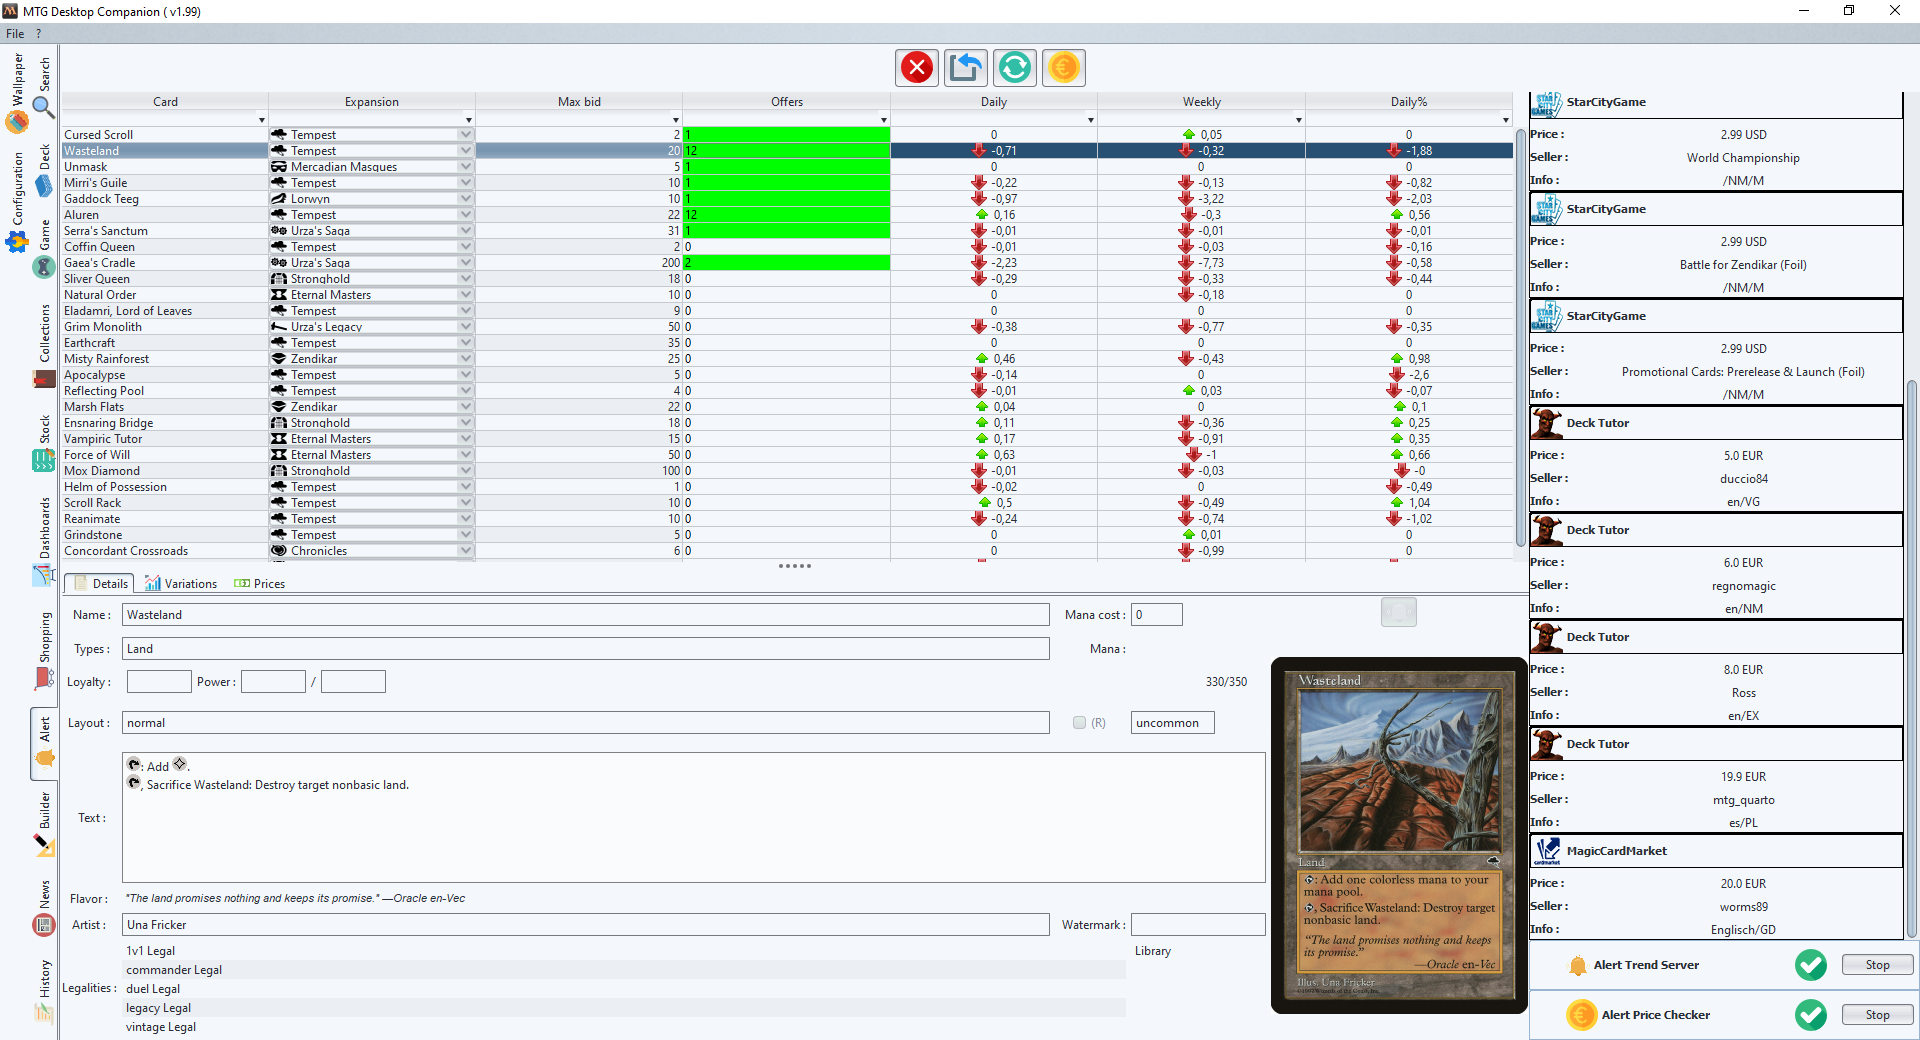 MTG Desktop Companion ( v1.99)
File ?
Wallpaper
Configuration
Search
Deck
Game
Collections
Stock
Dashboards
Shopping
Alert
Builder
News
History
Card Expansion Max bid Offers Daily Weekly Daily%
Cursed Scroll Tempest 2 1 0 0,05 0
Wasteland Tempest 20 12 -0,71 -0,32 -1,88
Unmask Mercadian Masques 5 1 0 0 0
Mirri's Guile Tempest 10 1 -0,22 -0,13 -0,82
Gaddock Teeg Lorwyn 10 1 -0,97 -3,22 -2,03
Aluren Tempest 22 12 0,16 -0,3 0,56
Serra's Sanctum Urza's Saga 31 1 -0,01 -0,01 -0,01
Coffin Queen Tempest 2 0 -0,01 -0,03 -0,16
Gaea's Cradle Urza's Saga 200 2 -2,23 -7,73 -0,58
Sliver Queen Stronghold 18 0 -0,29 -0,33 -0,44
Natural Order Eternal Masters 10 0 0 -0,18 0
Eladamri, Lord of Leaves Tempest 9 0 0 0 0
Grim Monolith Urza's Legacy 50 0 -0,38 -0,77 -0,35
Earthcraft Tempest 35 0 0 0 0
Misty Rainforest Zendikar 25 0 0,46 -0,43 0,98
Apocalypse Tempest 5 0 -0,14 0 -2,6
Reflecting Pool Tempest 4 0 -0,01 0,03 -0,07
Marsh Flats Zendikar 22 0 0,04 0 0,1
Ensnaring Bridge Stronghold 18 0 0,11 -0,36 0,25
Vampiric Tutor Eternal Masters 15 0 0,17 -0,91 0,35
Force of Will Eternal Masters 50 0 0,63 -1 0,66
Mox Diamond Stronghold 100 0 -0,01 -0,03 -0
Helm of Possession Tempest 1 0 -0,02 0 -0,49
Scroll Rack Tempest 10 0 0,5 -0,49 1,04
Reanimate Tempest 10 0 -0,24 -0,74 -1,02
Grindstone Tempest 5 0 0 0,01 0
Concordant Crossroads Chronicles 6 0 0 -0,99 0
Details Variations Prices
Name : Wasteland Mana cost : 0
Types : Land Mana :
Loyalty : Power : / 330/350
Layout : normal (R) uncommon
Text :
: Add .
, Sacrifice Wasteland: Destroy target nonbasic land.
Flavor : "The land promises nothing and keeps its promise." —Oracle en-Vec
Artist : Una Fricker Watermark :
Legalities :
1v1 Legal
commander Legal
duel Legal
legacy Legal
vintage Legal
Library
Wasteland
Land
: Add one colorless mana to your
mana pool.
, Sacrifice Wasteland: Destroy target
nonbasic land.
“The land promises nothing and keeps
its promise.”
—Oracle en-Vec
Illus. Una Fricker
StarCityGame
Price : 2.99 USD
Seller : World Championship
Info : /NM/M
STAR CITY GAMES
StarCityGame
Price : 2.99 USD
Seller : Battle for Zendikar (Foil)
Info : /NM/M
STAR CITY GAMES
StarCityGame
Price : 2.99 USD
Seller : Promotional Cards: Prerelease & Launch (Foil)
Info : /NM/M
Deck Tutor
Price : 5.0 EUR
Seller : duccio84
Info : en/VG
Deck Tutor
Price : 6.0 EUR
Seller : regnomagic
Info : en/NM
Deck Tutor
Price : 8.0 EUR
Seller : Ross
Info : en/EX
Deck Tutor
Price : 19.9 EUR
Seller : mtg_quarto
Info : es/PL
cardmarket
MagicCardMarket
Price : 20.0 EUR
Seller : worms89
Info : Englisch/GD
Alert Trend Server Stop
Alert Price Checker Stop